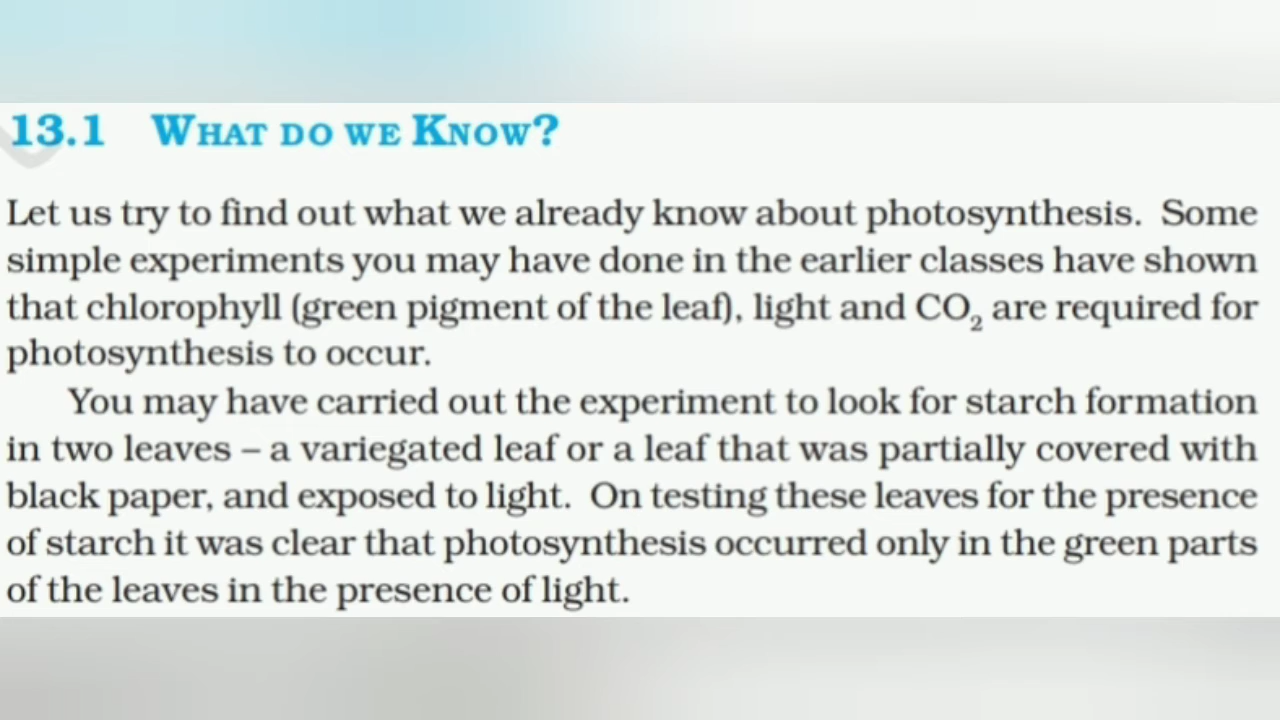 13.1 WHAT DO WE KNOW?
Let us try to find out what we already know about photosynthesis. Some
simple experiments you may have done in the earlier classes have shown
that chlorophyll (green pigment of the leaf), light and CO₂ are required for
photosynthesis to occur.
You may have carried out the experiment to look for starch formation
in two leaves – a variegated leaf or a leaf that was partially covered with
black paper, and exposed to light. On testing these leaves for the presence
of starch it was clear that photosynthesis occurred only in the green parts
of the leaves in the presence of light.